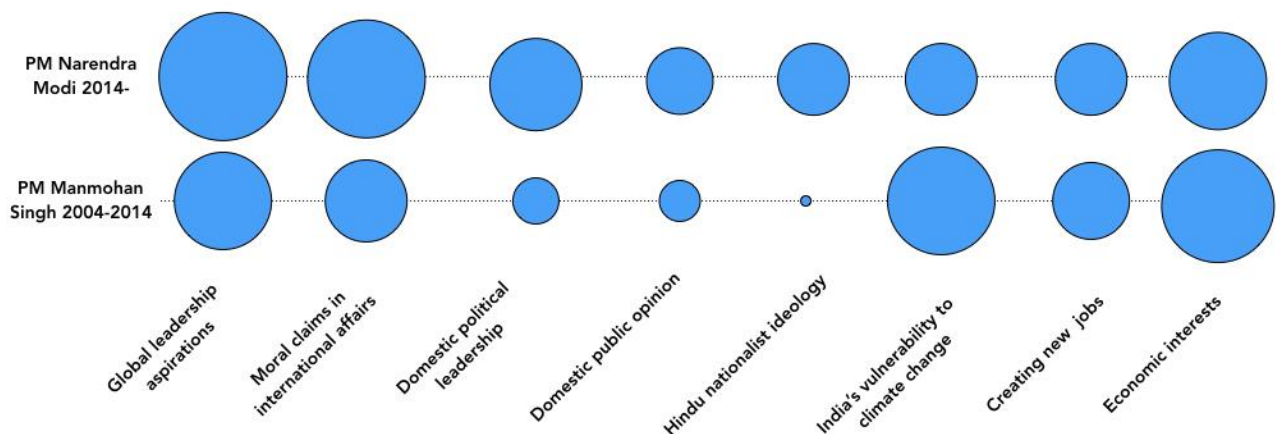 PM Narendra
Modi 2014-
PM Manmohan
Singh 2004-2014
Global leadership
aspirations
Moral claims in
international affairs
Domestic political
leadership
Domestic public opinion
Hindu nationalist ideology
India's vulnerability to
climate change
Creating new jobs
Economic interests